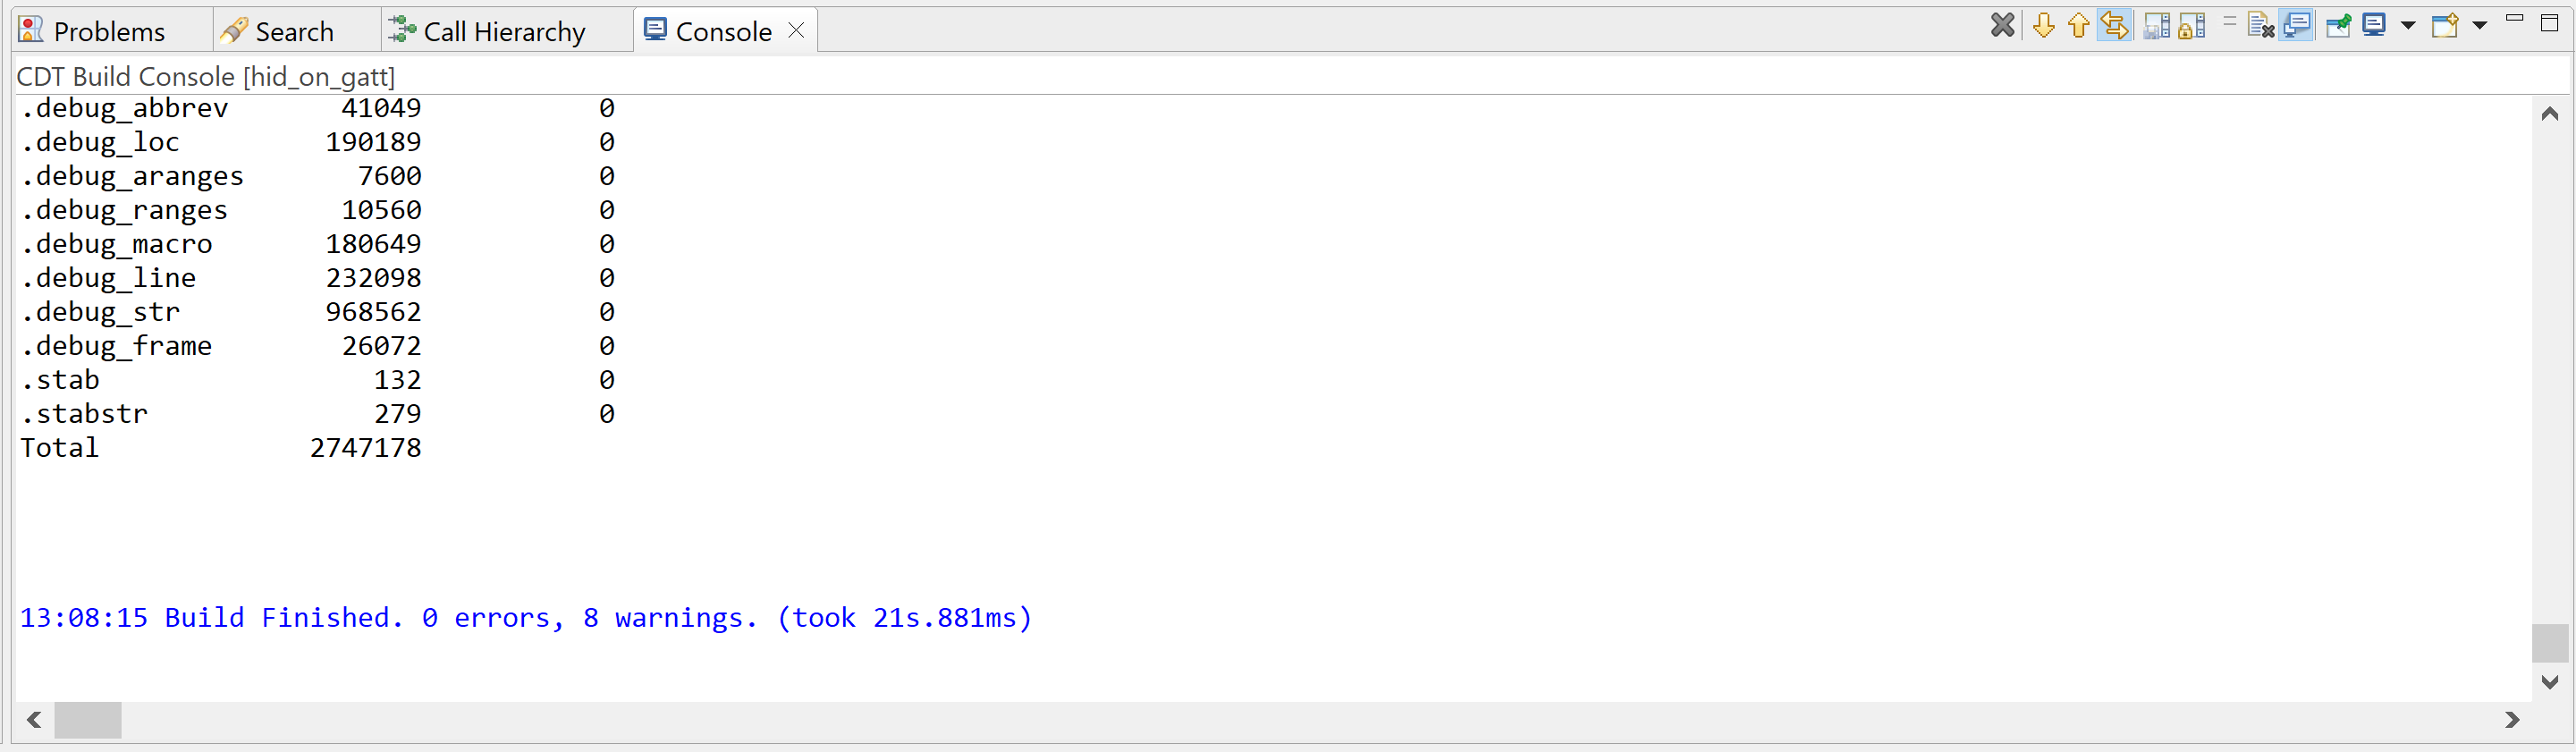 Problems Search Call Hierarchy Console
CDT Build Console [hid_on_gatt]
.debug_abbrev 41049 0
.debug_loc 190189 0
.debug_aranges 7600 0
.debug_ranges 10560 0
.debug_macro 180649 0
.debug_line 232098 0
.debug_str 968562 0
.debug_frame 26072 0
.stab 132 0
.stabstr 279 0
Total 2747178
13:08:15 Build Finished. 0 errors, 8 warnings. (took 21s.881ms)